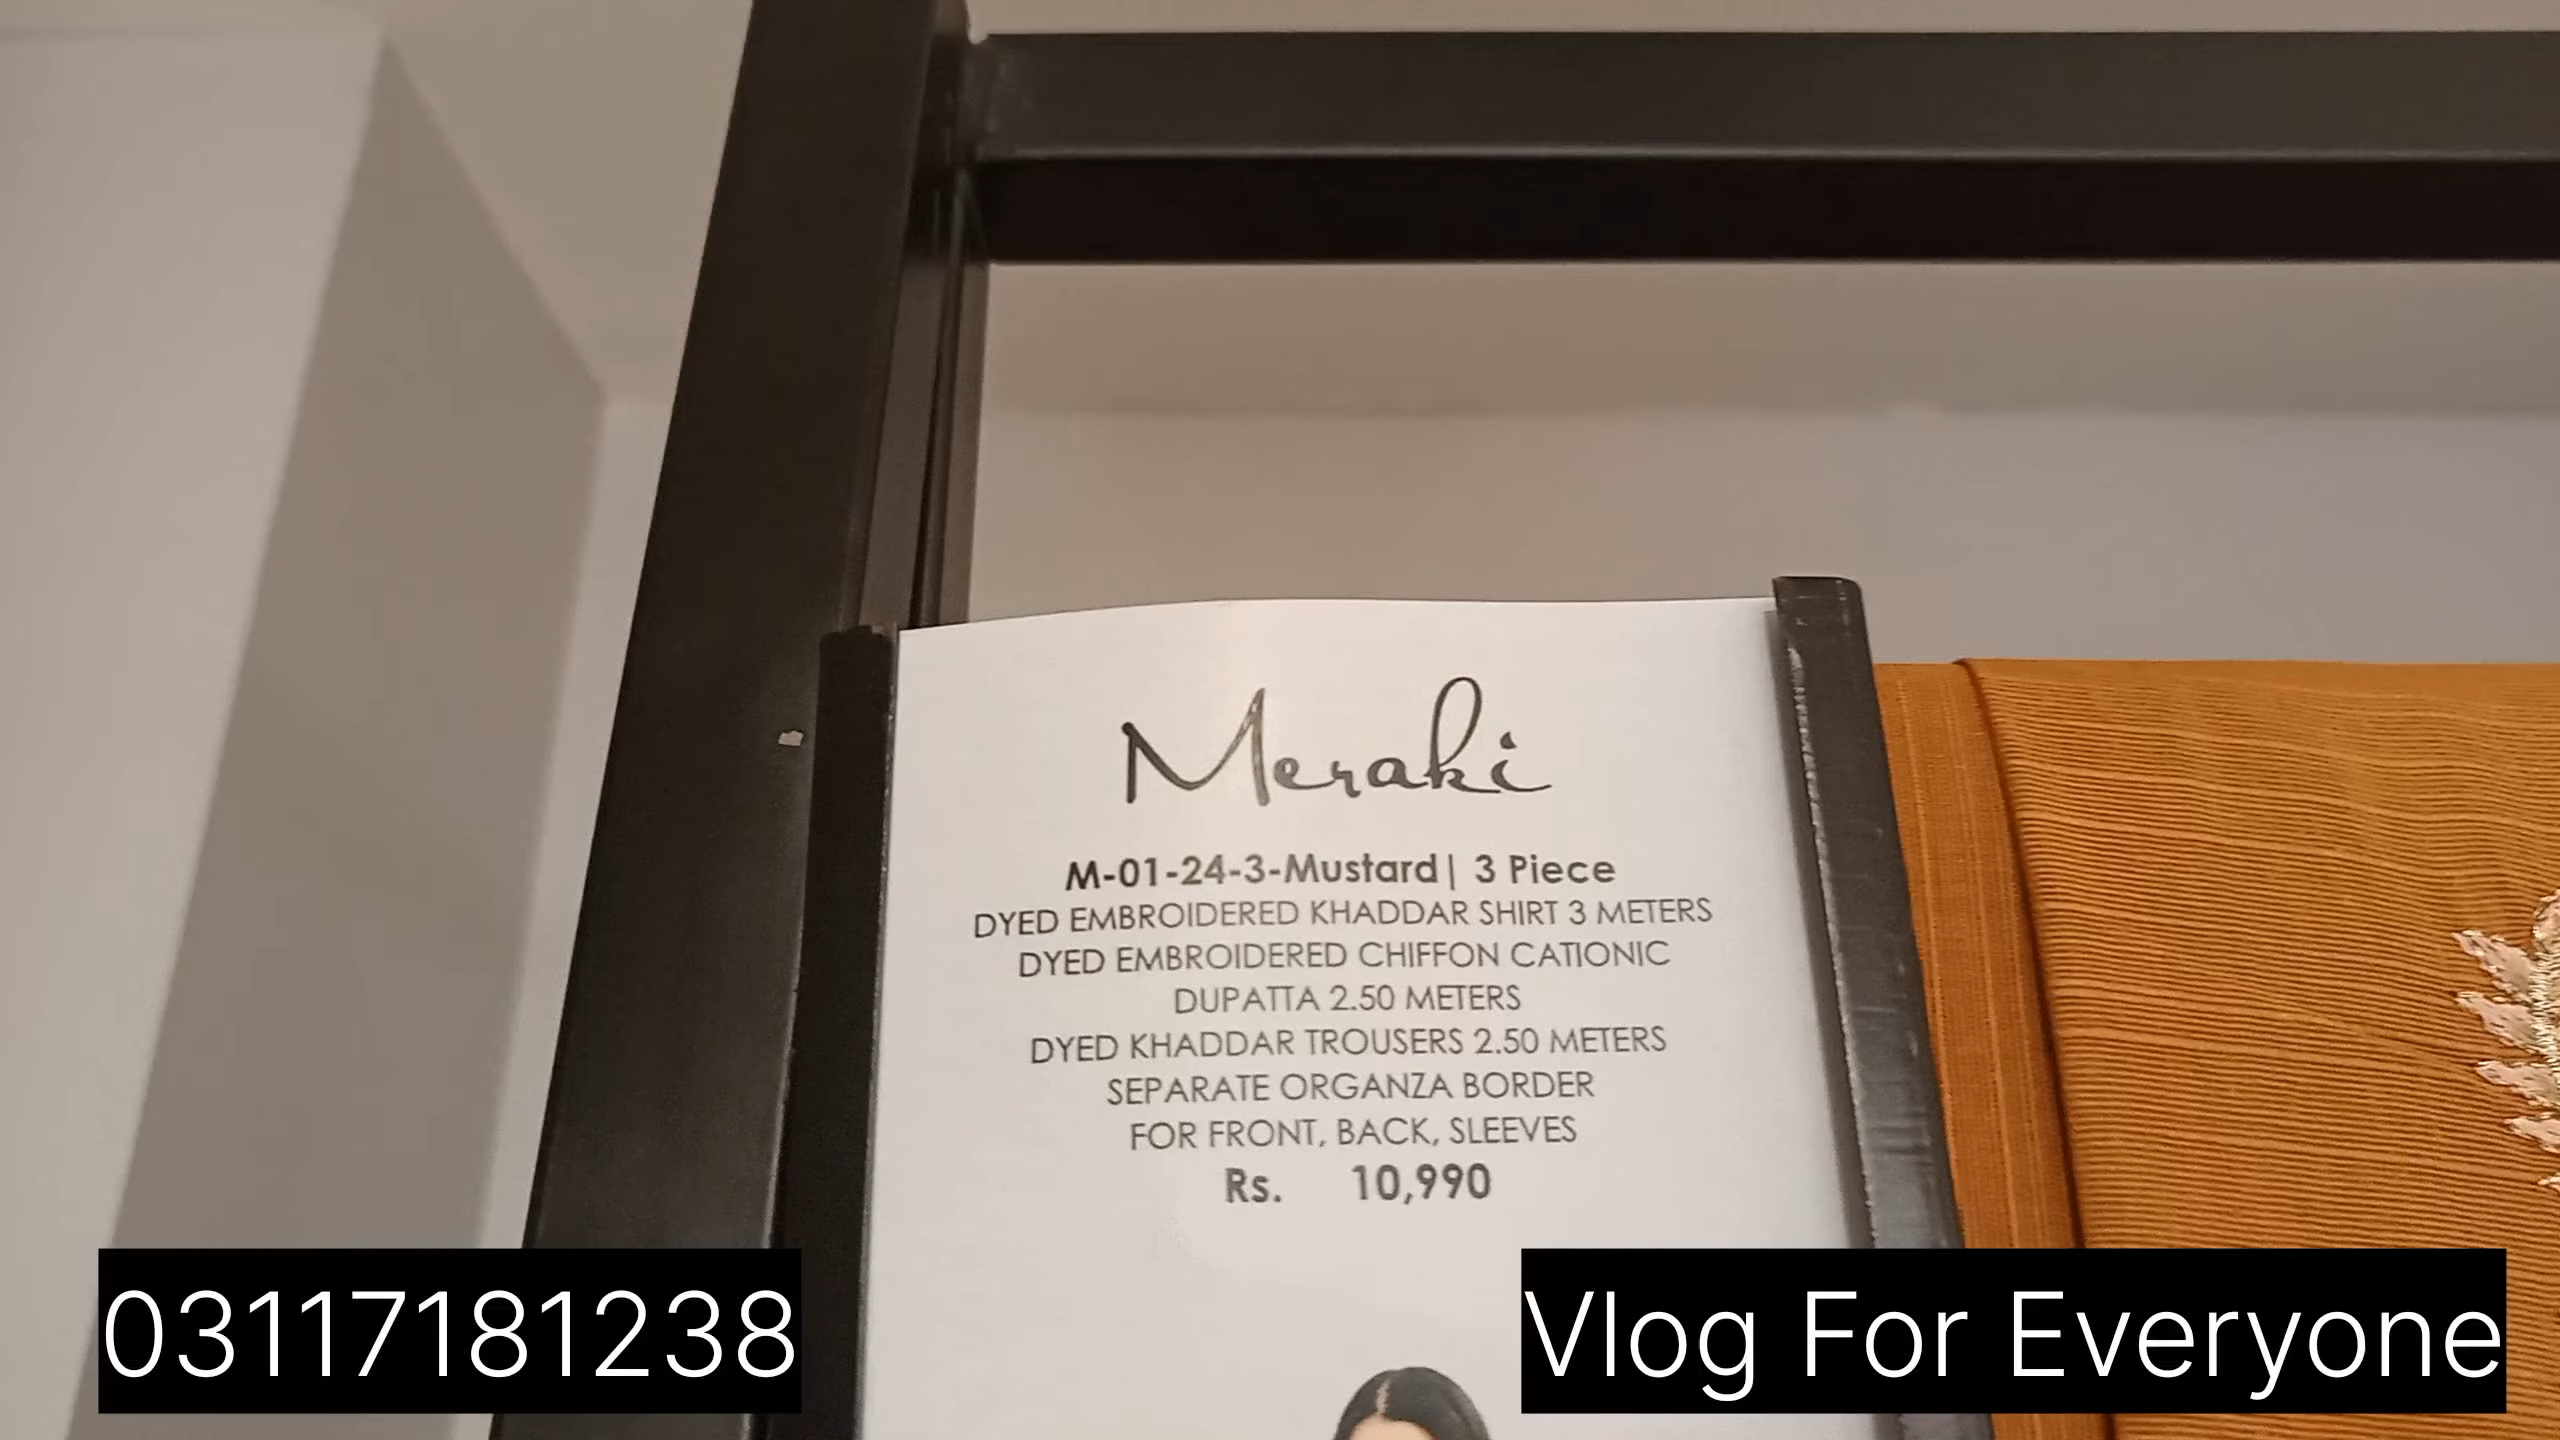 Meraki
M-01-24-3-Mustard| 3 Piece
DYED EMBROIDERED KHADDAR SHIRT 3 METERS
DYED EMBROIDERED CHIFFON CATIONIC
DUPATTA 2.50 METERS
DYED KHADDAR TROUSERS 2.50 METERS
SEPARATE ORGANZA BORDER
FOR FRONT, BACK, SLEEVES
Rs. 10,990
03117181238
Vlog For Everyone